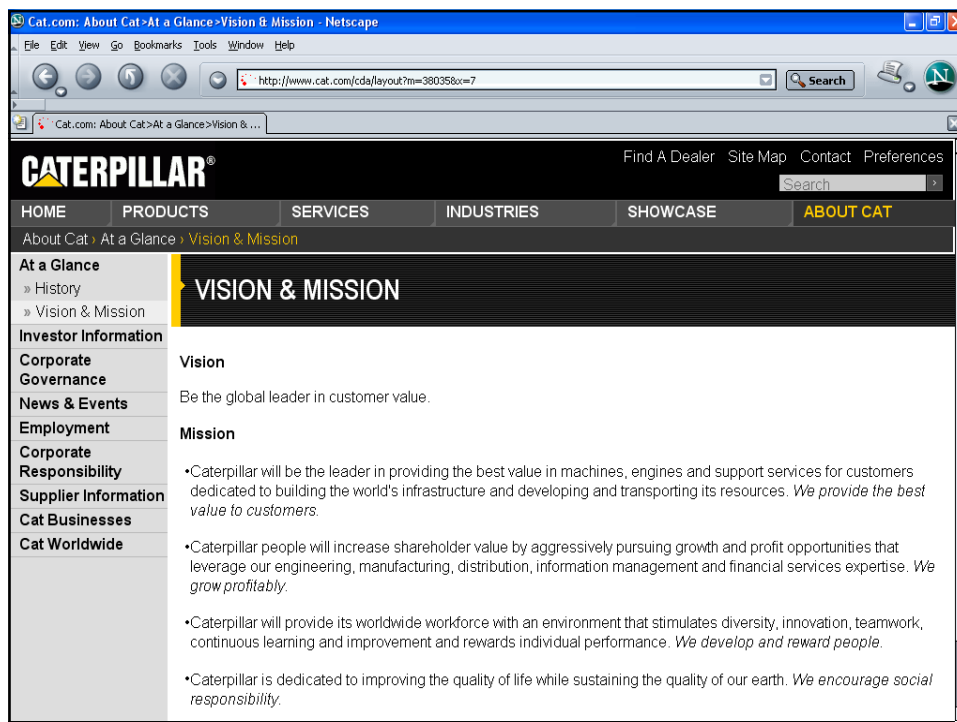 Cat.com: About Cat>At a Glance>Vision & Mission - Netscape
File Edit View Go Bookmarks Tools Window Help
http://www.cat.com/cda/layout?m=38035&x=7
Search
N
Cat.com: About Cat>At a Glance>Vision & ...
CATERPILLAR®
Find A Dealer Site Map Contact Preferences
Search
HOME PRODUCTS SERVICES INDUSTRIES SHOWCASE ABOUT CAT
About Cat › At a Glance › Vision & Mission
At a Glance
» History
» Vision & Mission
Investor Information
Corporate
Governance
News & Events
Employment
Corporate
Responsibility
Supplier Information
Cat Businesses
Cat Worldwide
VISION & MISSION
Vision
Be the global leader in customer value.
Mission
•Caterpillar will be the leader in providing the best value in machines, engines and support services for customers
dedicated to building the world's infrastructure and developing and transporting its resources. We provide the best
value to customers.
•Caterpillar people will increase shareholder value by aggressively pursuing growth and profit opportunities that
leverage our engineering, manufacturing, distribution, information management and financial services expertise. We
grow profitably.
•Caterpillar will provide its worldwide workforce with an environment that stimulates diversity, innovation, teamwork,
continuous learning and improvement and rewards individual performance. We develop and reward people.
•Caterpillar is dedicated to improving the quality of life while sustaining the quality of our earth. We encourage social
responsibility.